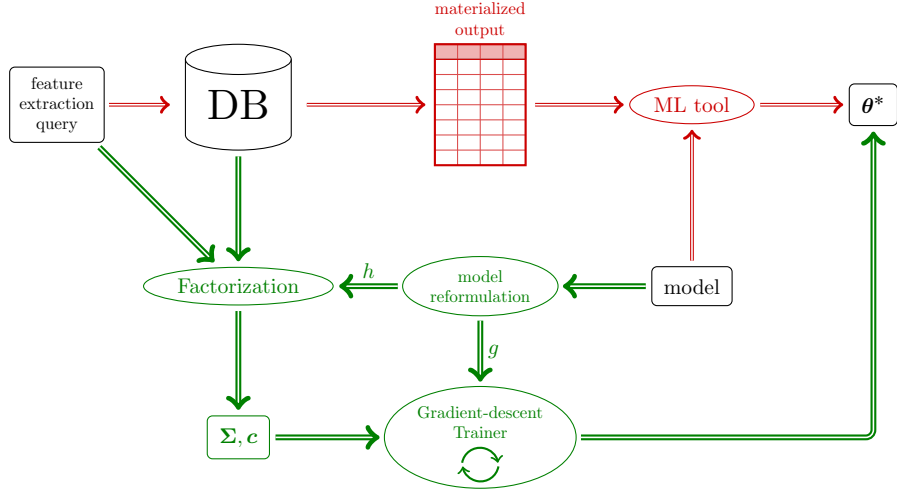 materialized
output
feature
extraction
query
DB
ML tool
θ*
Factorization
h
model
reformulation
model
g
Σ, c
Gradient-descent
Trainer